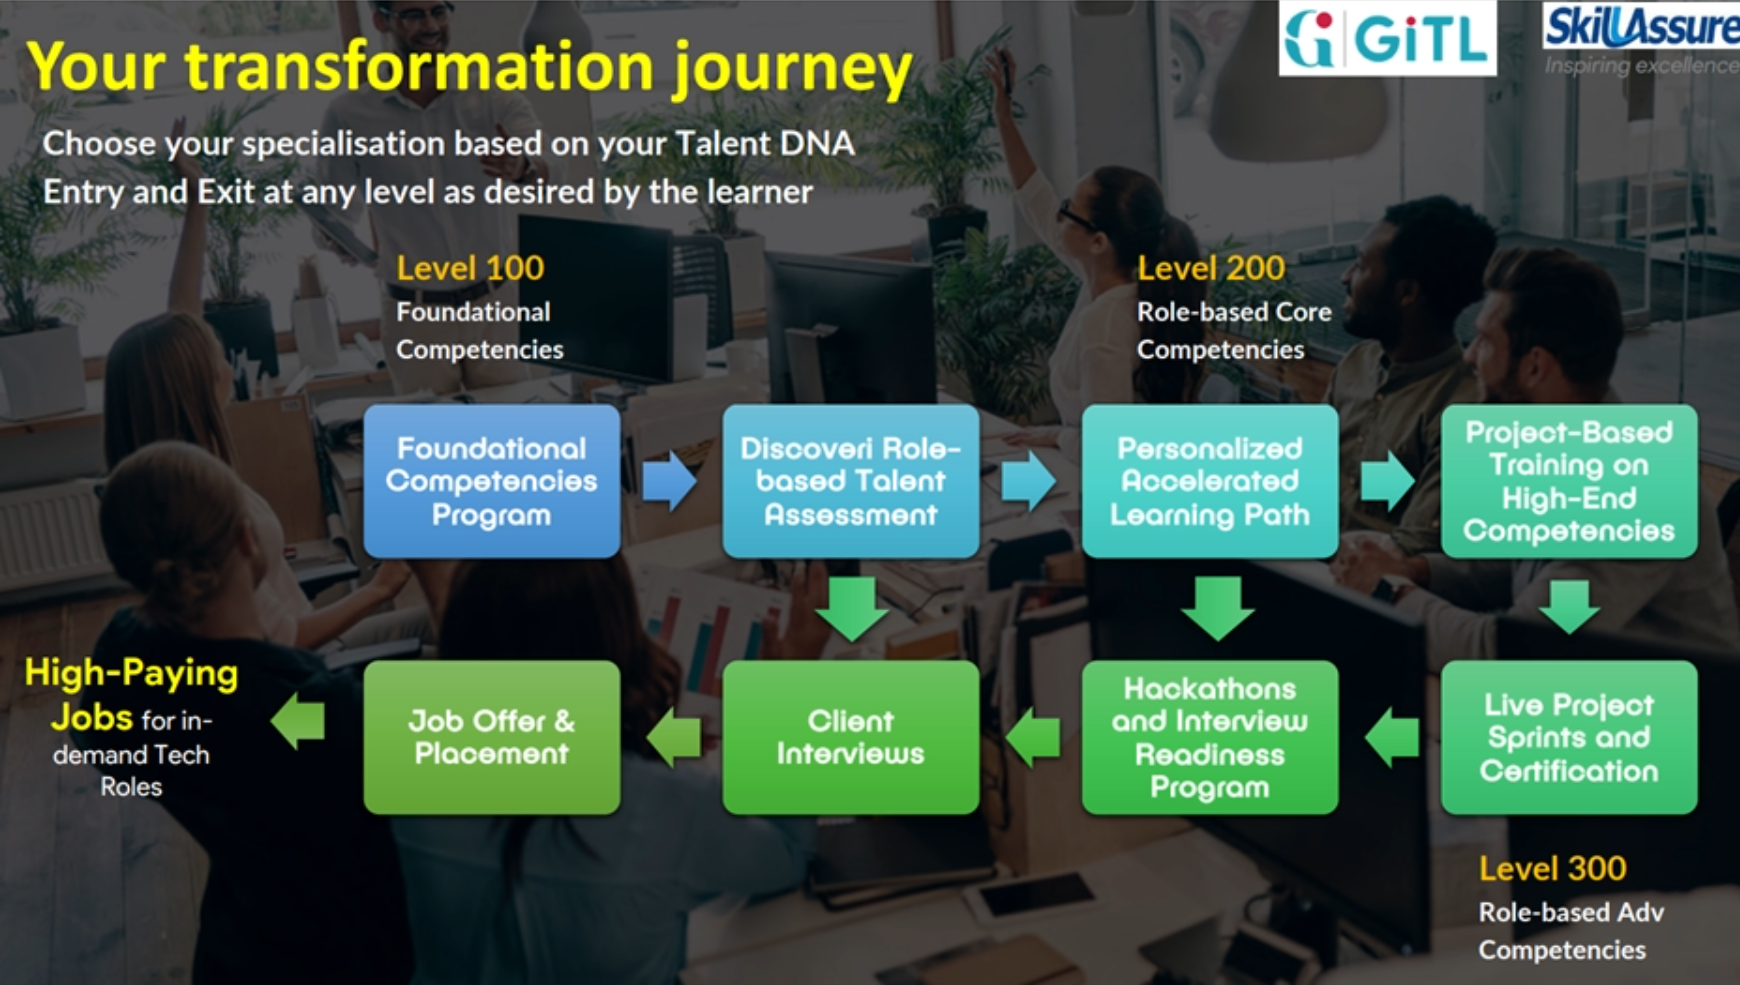 Your transformation journey
GiTL
SkillAssure
Inspiring excellence
Choose your specialisation based on your Talent DNA
Entry and Exit at any level as desired by the learner
Level 100
Foundational
Competencies
Level 200
Role-based Core
Competencies
Foundational
Competencies
Program
Discoveri Role-
based Talent
Assessment
Personalized
Accelerated
Learning Path
Project-Based
Training on
High-End
Competencies
High-Paying
Jobs for in-
demand Tech
Roles
Job Offer &
Placement
Client
Interviews
Hackathons
and Interview
Readiness
Program
Live Project
Sprints and
Certification
Level 300
Role-based Adv
Competencies